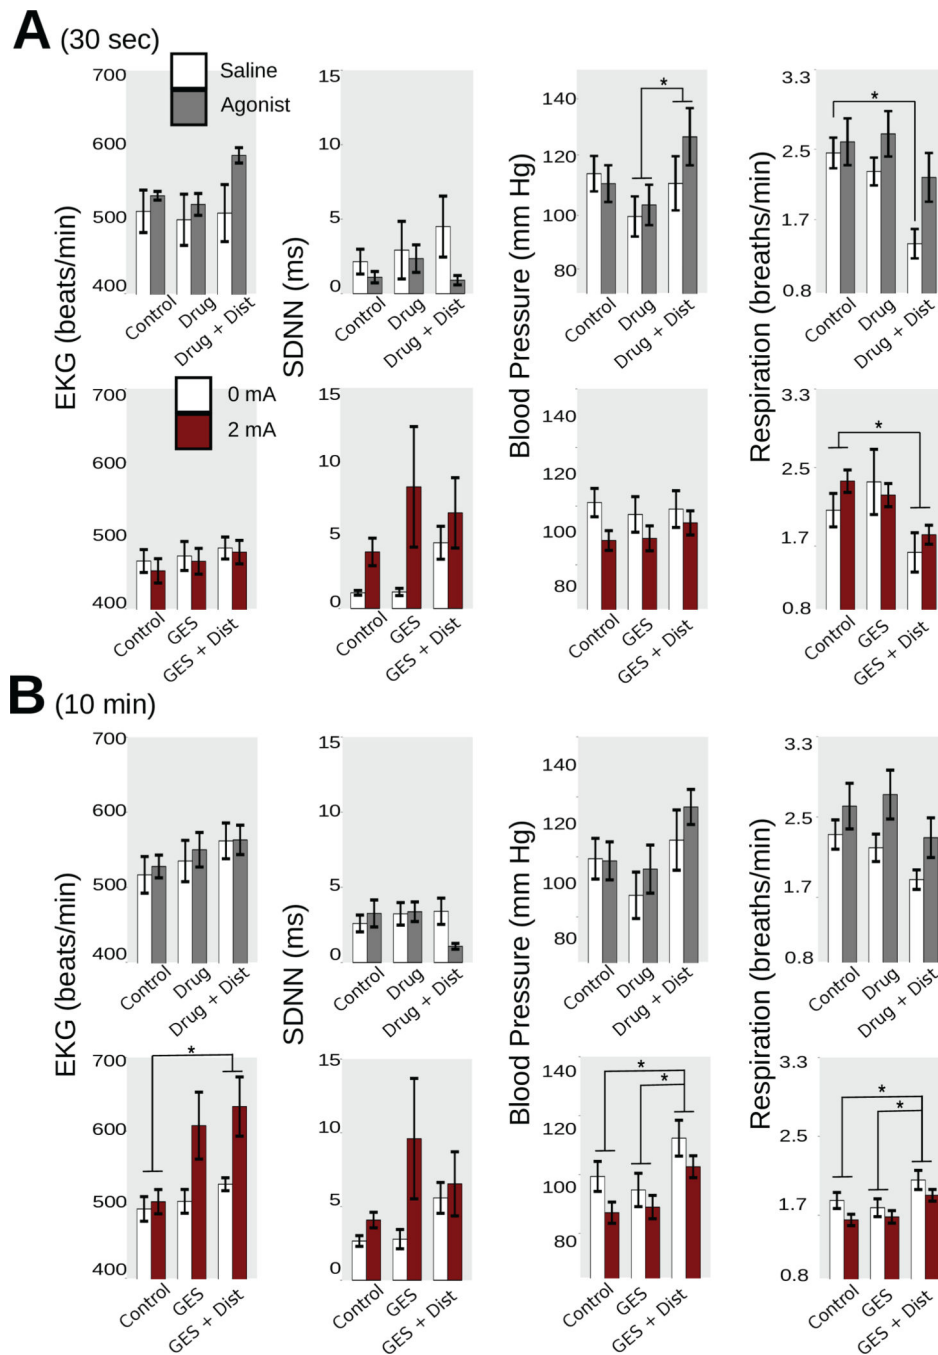 A (30 sec)
Saline
Agonist
EKG (beats/min)
700
600
500
400
Control
Drug
Drug + Dist
SDNN (ms)
15
10
5
0
Control
Drug
Drug + Dist
Blood Pressure (mm Hg)
140
120
100
80
*
Control
Drug
Drug + Dist
Respiration (breaths/min)
3.3
2.5
1.7
0.8
*
Control
Drug
Drug + Dist
0 mA
2 mA
700
600
500
400
Control
GES
GES + Dist
15
10
5
0
Control
GES
GES + Dist
140
120
100
80
Control
GES
GES + Dist
3.3
2.5
1.7
0.8
*
Control
GES
GES + Dist
B (10 min)
EKG (beats/min)
700
600
500
400
Control
Drug
Drug + Dist
SDNN (ms)
15
10
5
0
Control
Drug
Drug + Dist
Blood Pressure (mm Hg)
140
120
100
80
Control
Drug
Drug + Dist
Respiration (breaths/min)
3.3
2.5
1.7
0.8
Control
Drug
Drug + Dist
700
600
500
400
*
Control
GES
GES + Dist
15
10
5
0
Control
GES
GES + Dist
140
120
100
80
*
*
Control
GES
GES + Dist
3.3
2.5
1.7
0.8
*
*
Control
GES
GES + Dist